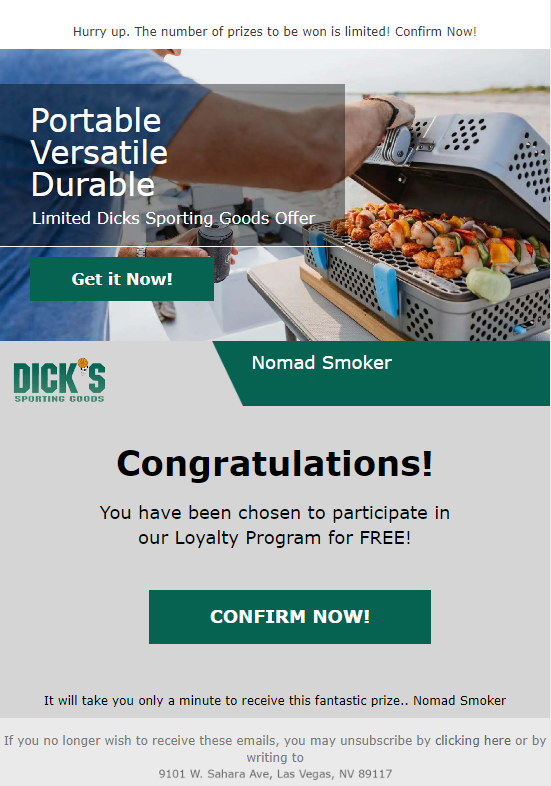 Hurry up. The number of prizes to be won is limited! Confirm Now!
Portable
Versatile
Durable
Limited Dicks Sporting Goods Offer
Get it Now!
DICK'S
SPORTING GOODS
Nomad Smoker
Congratulations!
You have been chosen to participate in
our Loyalty Program for FREE!
CONFIRM NOW!
It will take you only a minute to receive this fantastic prize.. Nomad Smoker
If you no longer wish to receive these emails, you may unsubscribe by clicking here or by
writing to
9101 W. Sahara Ave, Las Vegas, NV 89117